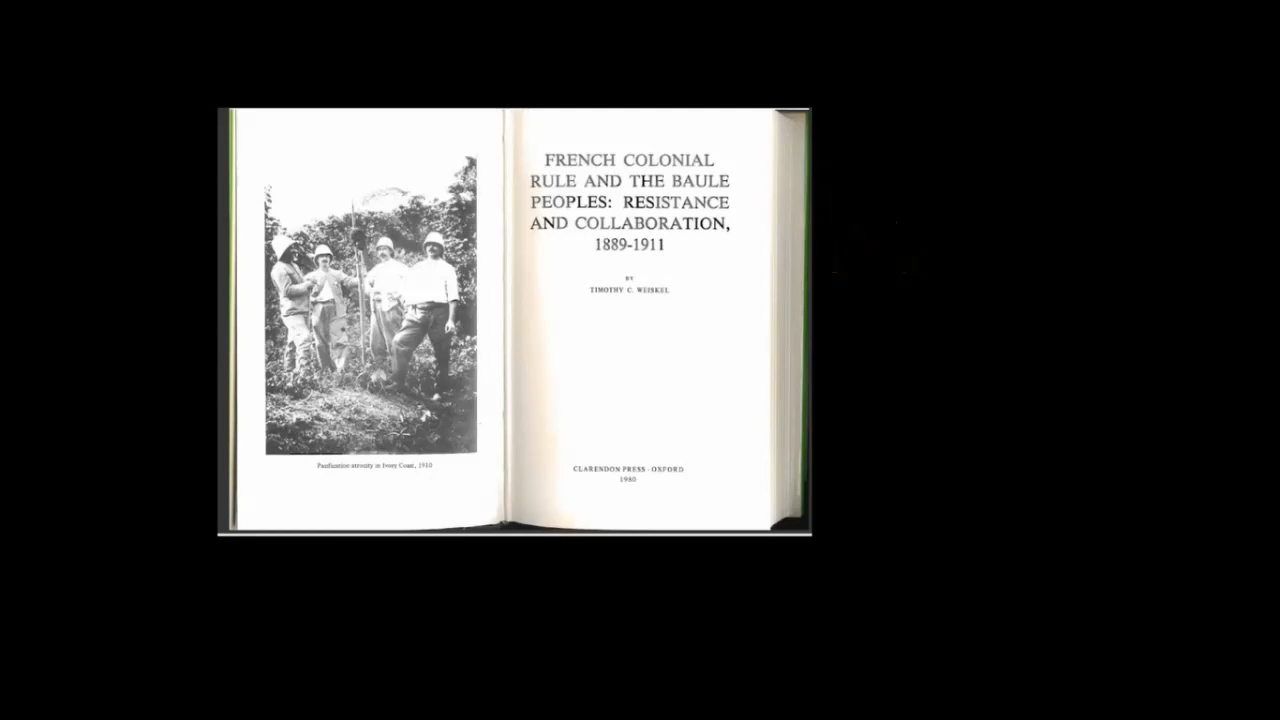 Pacification atrocity in Ivory Coast, 1910
FRENCH COLONIAL
RULE AND THE BAULE
PEOPLES: RESISTANCE
AND COLLABORATION,
1889-1911
BY
TIMOTHY C. WEISKEL
CLARENDON PRESS · OXFORD
1980